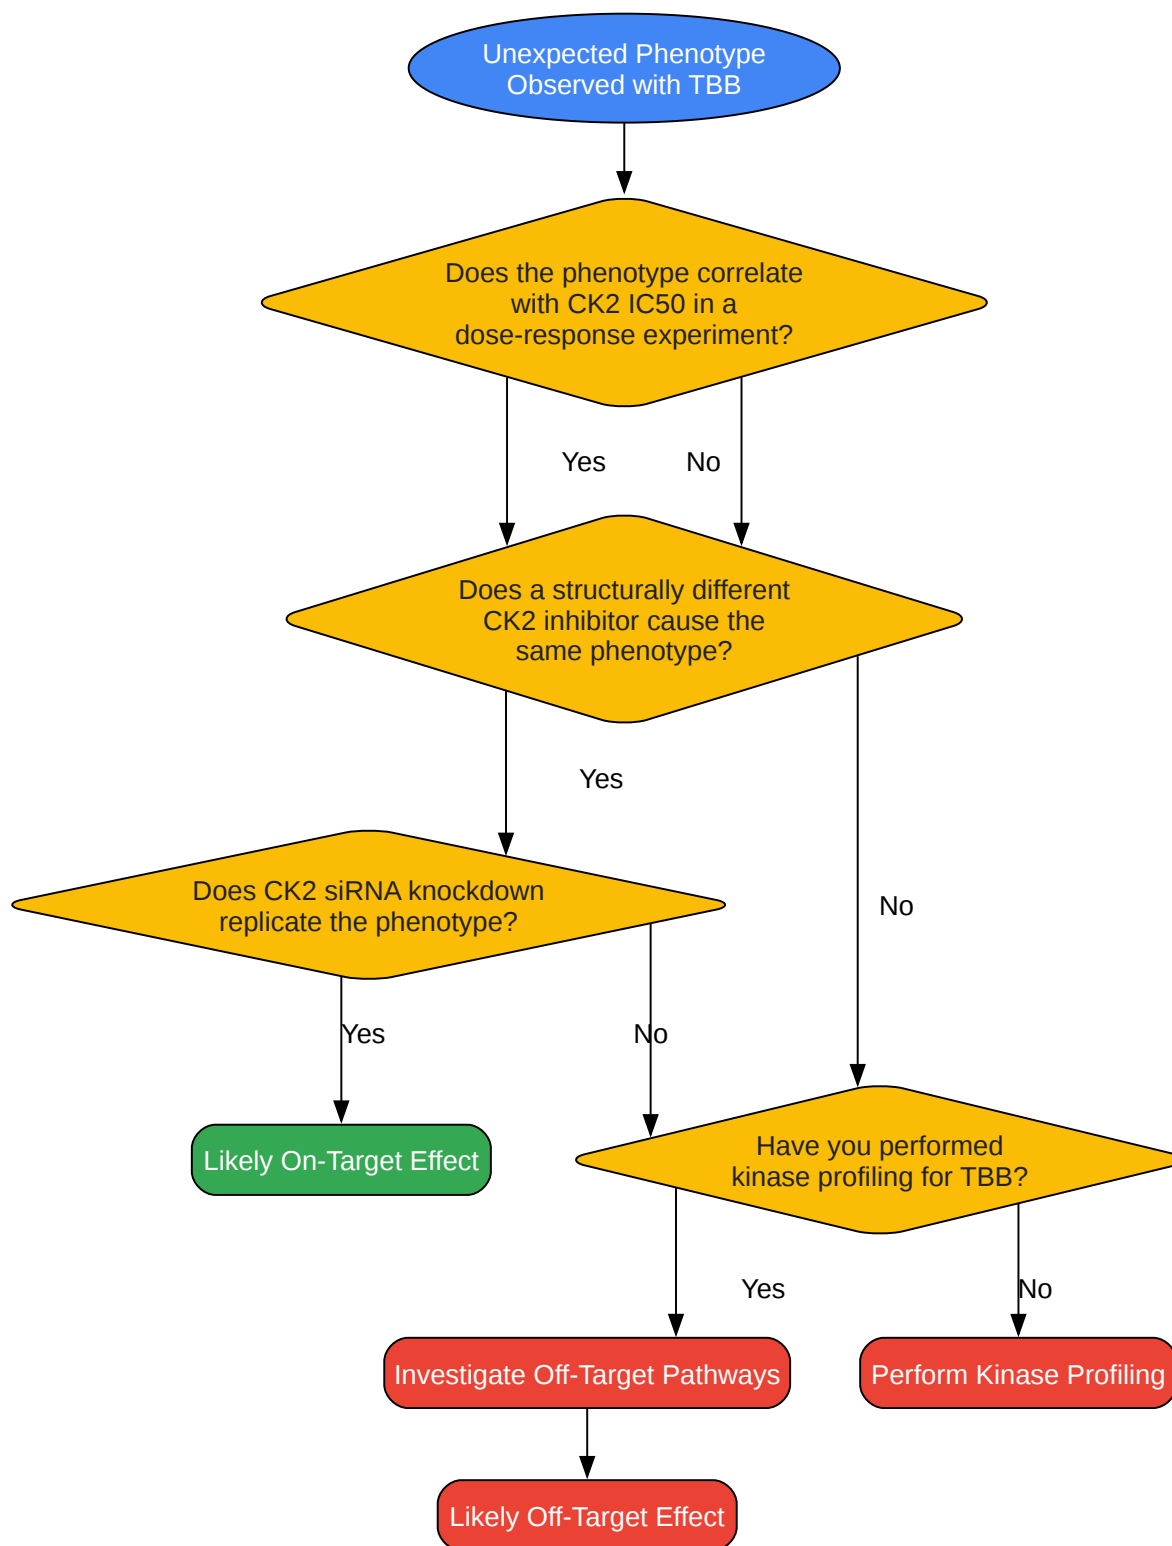 Unexpected Phenotype
Observed with TBB
Does the phenotype correlate
with CK2 IC50 in a
dose-response experiment?
Yes
No
Does a structurally different
CK2 inhibitor cause the
same phenotype?
Yes
No
Does CK2 siRNA knockdown
replicate the phenotype?
Yes
No
Likely On-Target Effect
Have you performed
kinase profiling for TBB?
Yes
No
Investigate Off-Target Pathways
Perform Kinase Profiling
Likely Off-Target Effect